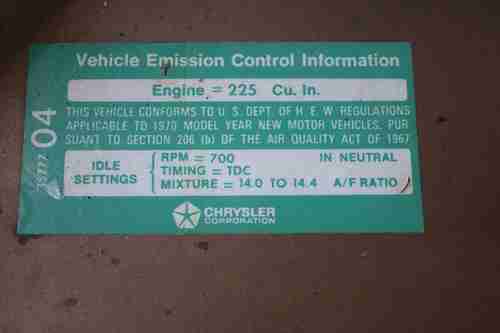 Vehicle Emission Control Information
Engine = 225 Cu. In.
THIS VEHICLE CONFORMS TO U. S. DEPT. OF H. E. W. REGULATIONS
APPLICABLE TO 1970 MODEL YEAR NEW MOTOR VEHICLES, PUR
SUANT TO SECTION 206 (b) OF THE AIR QUALITY ACT OF 1967
IDLE SETTINGS
RPM = 700 IN NEUTRAL
TIMING = TDC
MIXTURE = 14.0 TO 14.4 A/F RATIO
CHRYSLER
CORPORATION
04